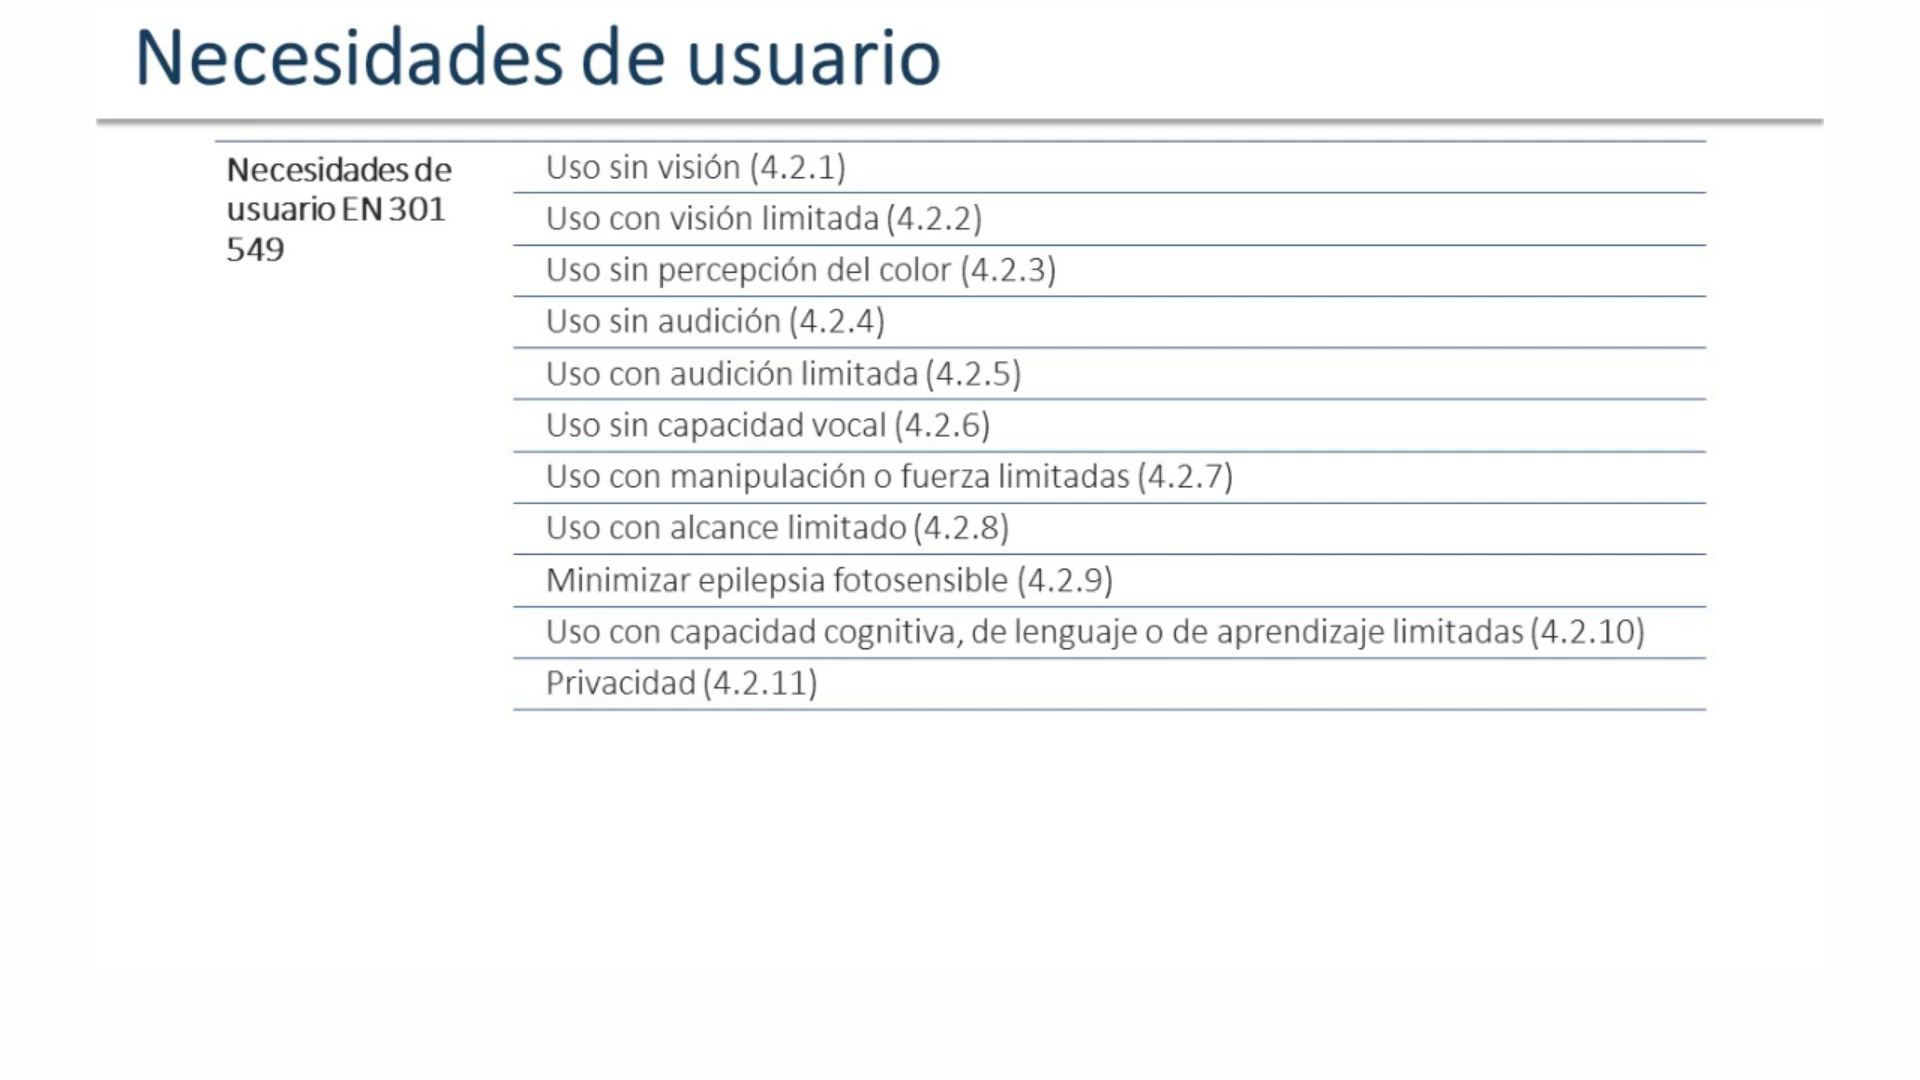 Necesidades de usuario
Necesidades de
usuario EN 301
549
Uso sin visión (4.2.1)
Uso con visión limitada (4.2.2)
Uso sin percepción del color (4.2.3)
Uso sin audición (4.2.4)
Uso con audición limitada (4.2.5)
Uso sin capacidad vocal (4.2.6)
Uso con manipulación o fuerza limitadas (4.2.7)
Uso con alcance limitado (4.2.8)
Minimizar epilepsia fotosensible (4.2.9)
Uso con capacidad cognitiva, de lenguaje o de aprendizaje limitadas (4.2.10)
Privacidad (4.2.11)